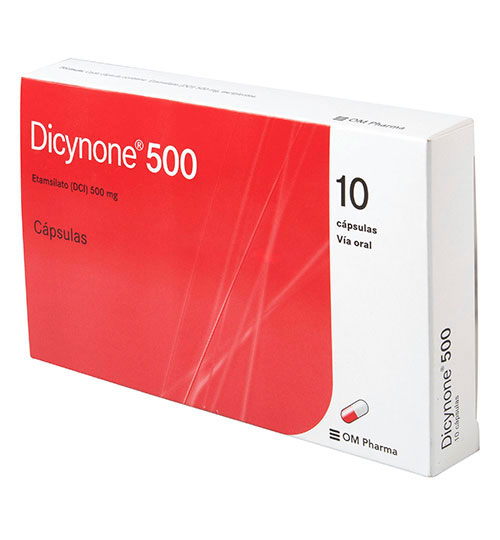 OM Pharma
Dicynone® 500
Etamsilato (DCI) 500 mg
Cápsulas
10
cápsulas
Vía oral
OM Pharma
Dicynone® 500
10 cápsulas